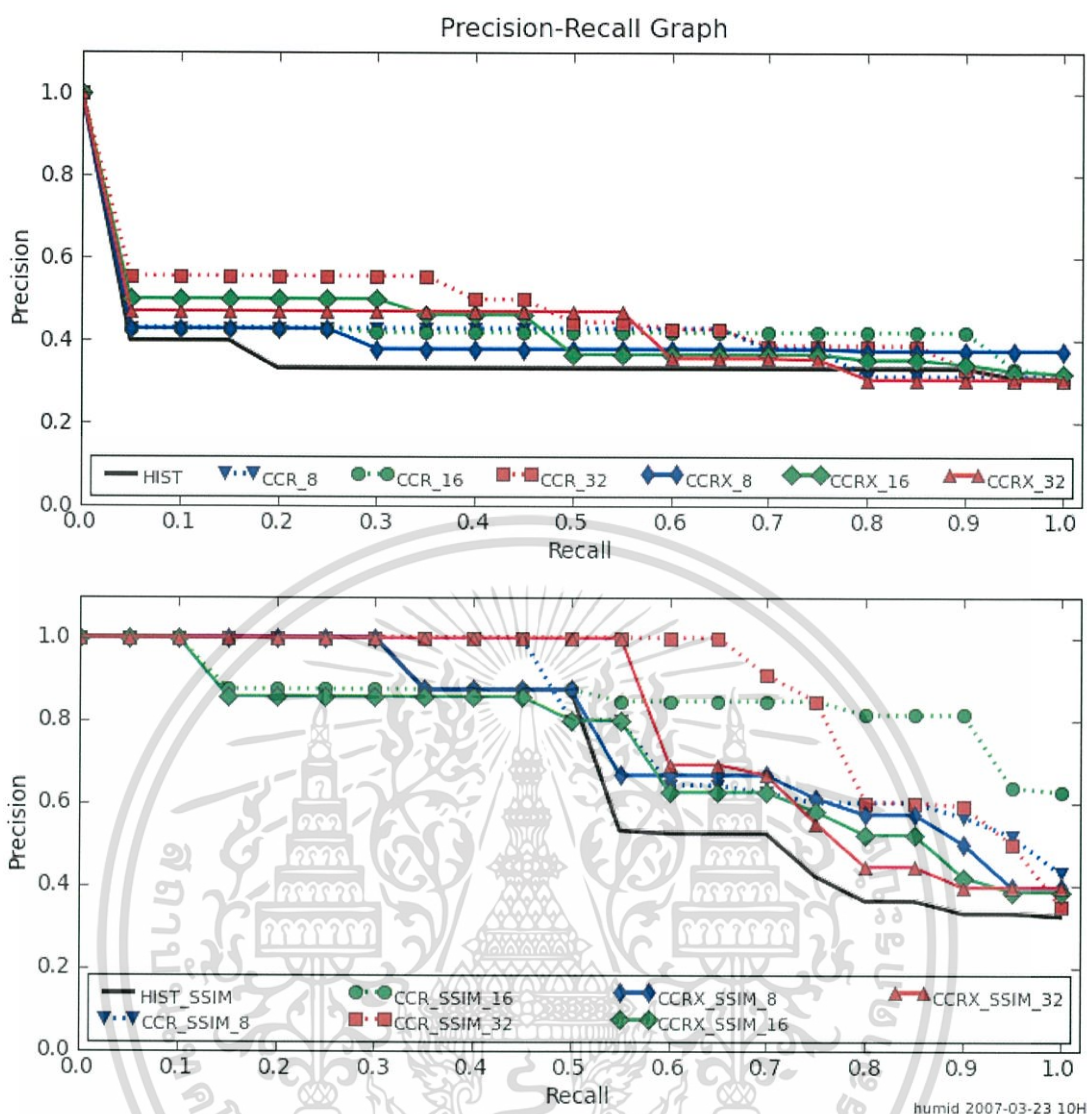 Precision-Recall Graph
1.0
0.8
0.6
0.4
0.2
0.0
Precision
HIST CCR_8 CCR_16 CCR_32 CCRX_8 CCRX_16 CCRX_32
0.0 0.1 0.2 0.3 0.4 0.5 0.6 0.7 0.8 0.9 1.0
Recall
1.0
0.8
0.6
0.4
0.2
0.0
Precision
HIST_SSIM CCR_SSIM_16 CCRX_SSIM_8 CCRX_SSIM_32
CCR_SSIM_8 CCR_SSIM_32 CCRX_SSIM_16
0.0 0.1 0.2 0.3 0.4 0.5 0.6 0.7 0.8 0.9 1.0
Recall
humid 2007-03-23 10H